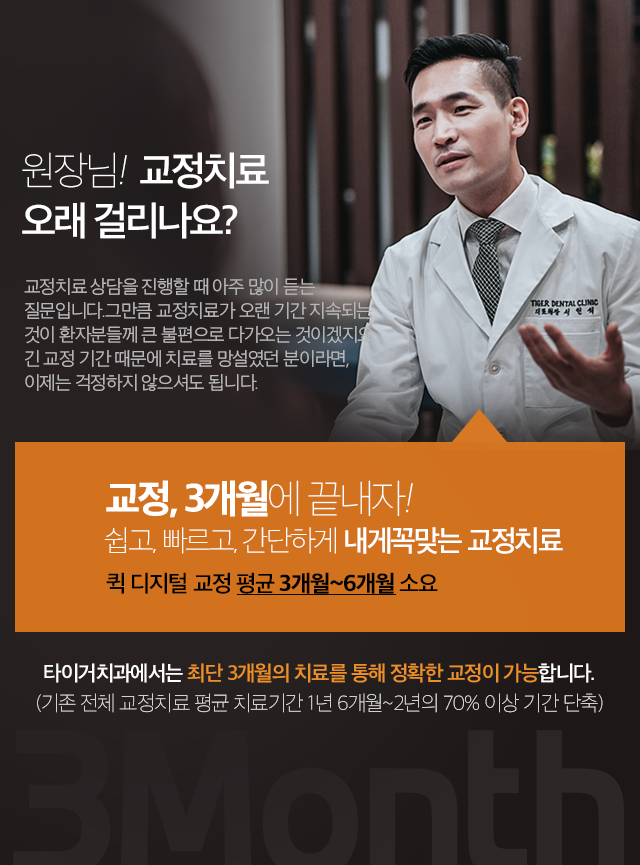 원장님! 교정치료
오래 걸리나요?
교정치료 상담을 진행할 때 아주 많이 듣는
질문입니다.그만큼 교정치료가 오랜 기간 지속되는
것이 환자분들께 큰 불편으로 다가오는 것이겠지요
긴 교정 기간 때문에 치료를 망설였던 분이라면,
이제는 걱정하지 않으셔도 됩니다.
TIGER DENTAL CLINIC
대표원장
교정, 3개월에 끝내자!
쉽고, 빠르고, 간단하게 내게꼭맞는 교정치료
퀵 디지털 교정 평균 3개월~6개월 소요
타이거치과에서는 최단 3개월의 치료를 통해 정확한 교정이 가능합니다.
(기존 전체 교정치료 평균 치료기간 1년 6개월~2년의 70% 이상 기간 단축)
3Month